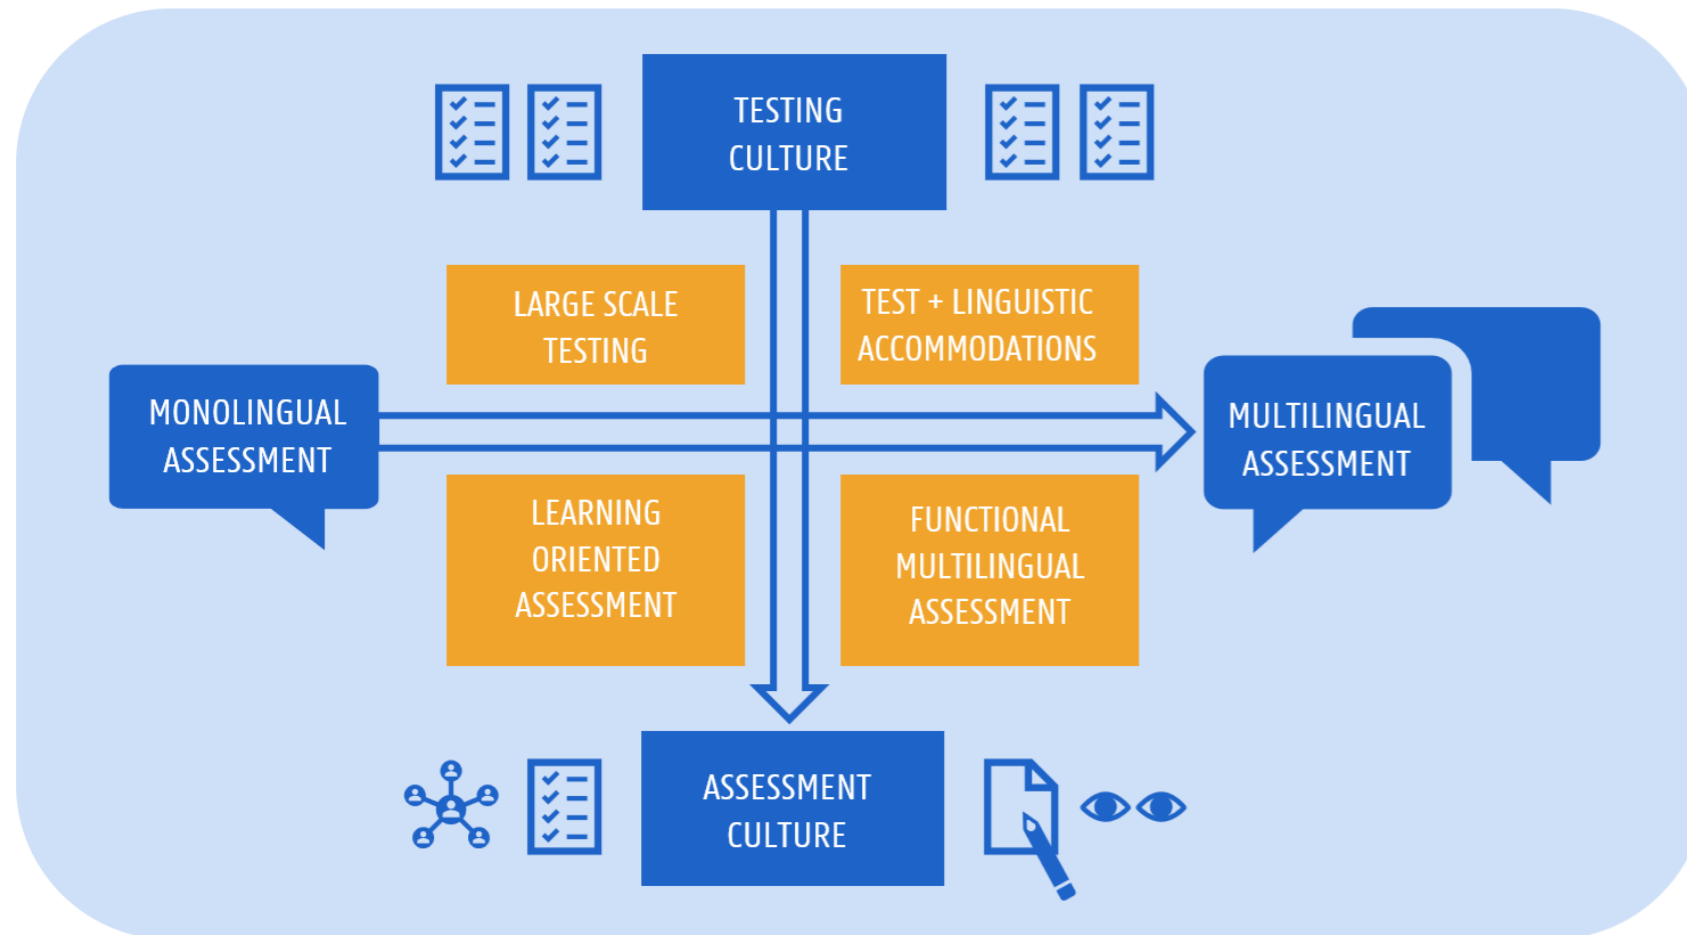 TESTING
CULTURE
LARGE SCALE
TESTING
TEST + LINGUISTIC
ACCOMMODATIONS
MONOLINGUAL
ASSESSMENT
MULTILINGUAL
ASSESSMENT
LEARNING
ORIENTED
ASSESSMENT
FUNCTIONAL
MULTILINGUAL
ASSESSMENT
ASSESSMENT
CULTURE